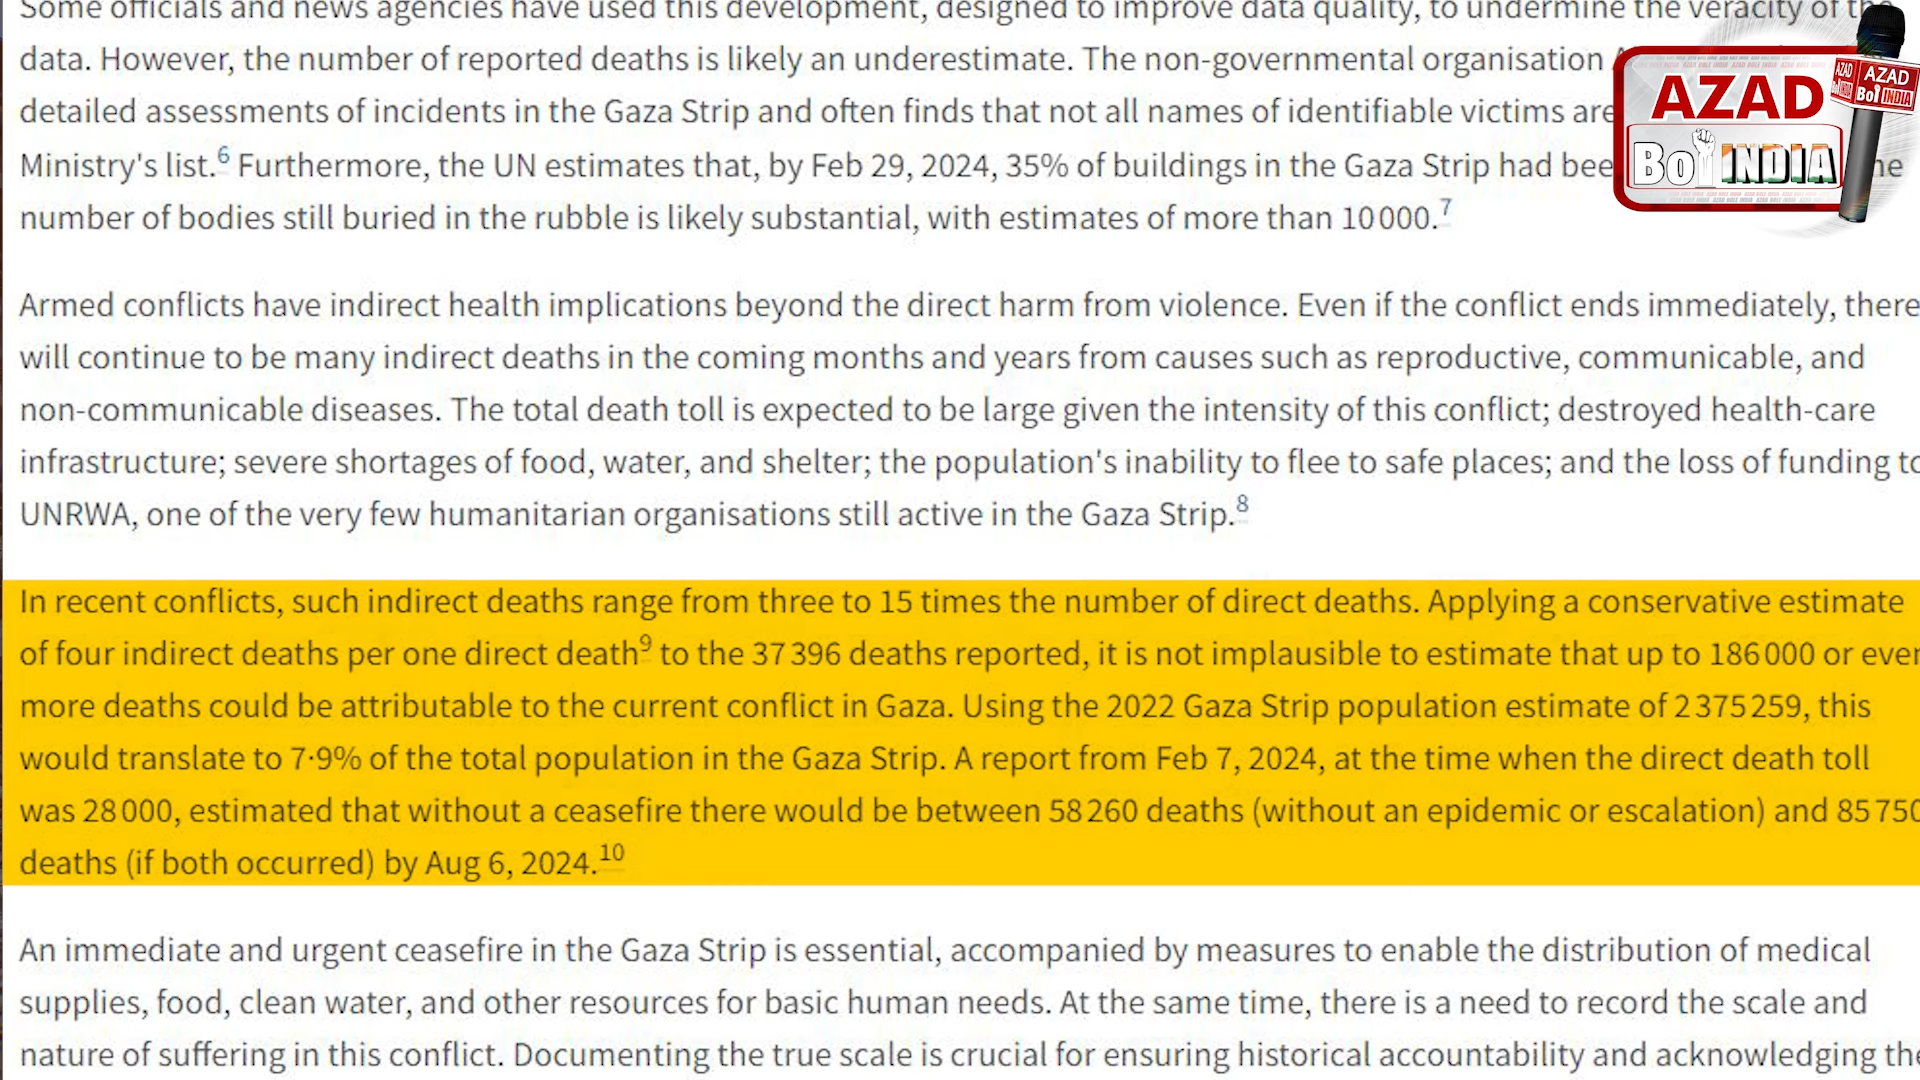 Some officials and news agencies have used this development, designed to improve data quality, to undermine the veracity of the
data. However, the number of reported deaths is likely an underestimate. The non-governmental organisation
detailed assessments of incidents in the Gaza Strip and often finds that not all names of identifiable victims are
Ministry's list.6 Furthermore, the UN estimates that, by Feb 29, 2024, 35% of buildings in the Gaza Strip had bee
number of bodies still buried in the rubble is likely substantial, with estimates of more than 10 000.7
AZAD
Bol INDIA
AZAD
Bol INDIA
Armed conflicts have indirect health implications beyond the direct harm from violence. Even if the conflict ends immediately, there
will continue to be many indirect deaths in the coming months and years from causes such as reproductive, communicable, and
non-communicable diseases. The total death toll is expected to be large given the intensity of this conflict; destroyed health-care
infrastructure; severe shortages of food, water, and shelter; the population's inability to flee to safe places; and the loss of funding to
UNRWA, one of the very few humanitarian organisations still active in the Gaza Strip.8
In recent conflicts, such indirect deaths range from three to 15 times the number of direct deaths. Applying a conservative estimate
of four indirect deaths per one direct death9 to the 37 396 deaths reported, it is not implausible to estimate that up to 186 000 or even
more deaths could be attributable to the current conflict in Gaza. Using the 2022 Gaza Strip population estimate of 2 375 259, this
would translate to 7·9% of the total population in the Gaza Strip. A report from Feb 7, 2024, at the time when the direct death toll
was 28 000, estimated that without a ceasefire there would be between 58 260 deaths (without an epidemic or escalation) and 85 750
deaths (if both occurred) by Aug 6, 2024.10
An immediate and urgent ceasefire in the Gaza Strip is essential, accompanied by measures to enable the distribution of medical
supplies, food, clean water, and other resources for basic human needs. At the same time, there is a need to record the scale and
nature of suffering in this conflict. Documenting the true scale is crucial for ensuring historical accountability and acknowledging the